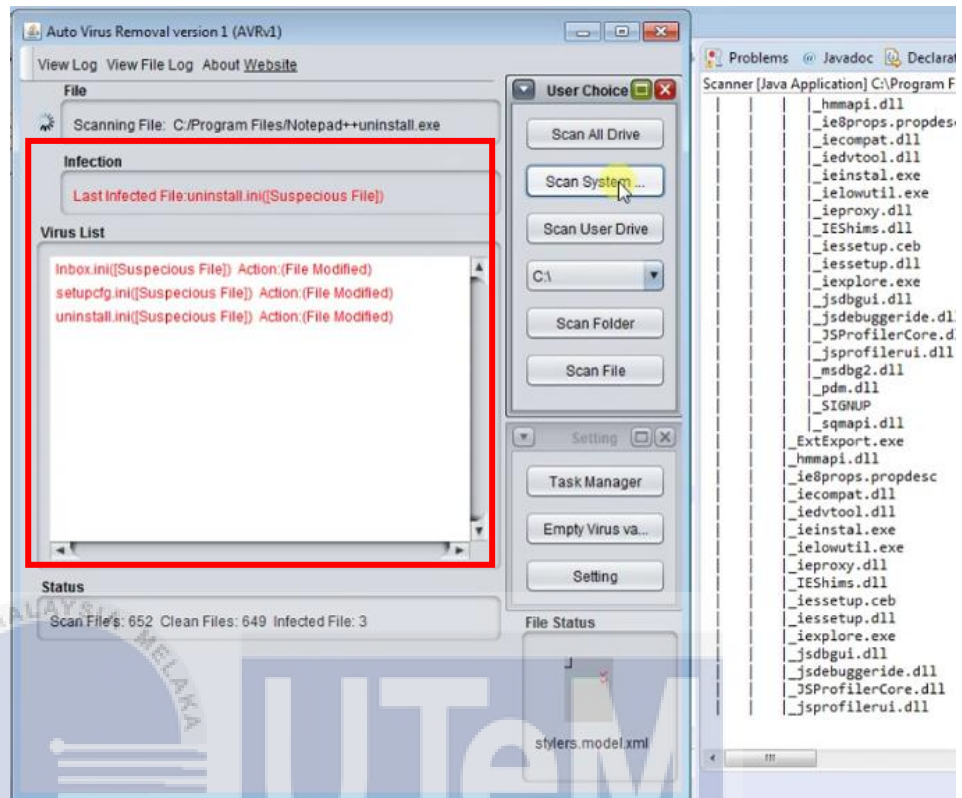 Auto Virus Removal version 1 (AVRv1)
View Log View File Log About Website
File
Scanning File: C:/Program Files/Notepad++uninstall.exe
Infection
Last Infected File:uninstall.ini([Suspecious File])
Virus List
Inbox.ini([Suspecious File]) Action:(File Modified)
setupcfg.ini([Suspecious File]) Action:(File Modified)
uninstall.ini([Suspecious File]) Action:(File Modified)
Status
Scan File's: 652 Clean Files: 649 Infected File: 3
User Choice
Scan All Drive
Scan System ...
Scan User Drive
C:\
Scan Folder
Scan File
Setting
Task Manager
Empty Virus va...
Setting
File Status
stylers.model.xml
Problems @ Javadoc Declarat
Scanner [Java Application] C:\Program F
|_hmmapi.dll
|_ie8props.propdesc
|_iecompat.dll
|_iedvtool.dll
|_ieinstal.exe
|_ielowutil.exe
|_ieproxy.dll
|_IEShims.dll
|_iessetup.ceb
|_iessetup.dll
|_iexplore.exe
|_jsdbgui.dll
|_jsdebuggeride.dll
|_JSProfilerCore.dl
|_jsprofilerui.dll
|_msdbg2.dll
|_pdm.dll
|_SIGNUP
|_sqmapi.dll
|_ExtExport.exe
|_hmmapi.dll
|_ie8props.propdesc
|_iecompat.dll
|_iedvtool.dll
|_ieinstal.exe
|_ielowutil.exe
|_ieproxy.dll
|_IEShims.dll
|_iessetup.ceb
|_iessetup.dll
|_iexplore.exe
|_jsdbgui.dll
|_jsdebuggeride.dll
|_JSProfilerCore.dll
|_jsprofilerui.dll
MALAYSIA MELAKA
UTeM